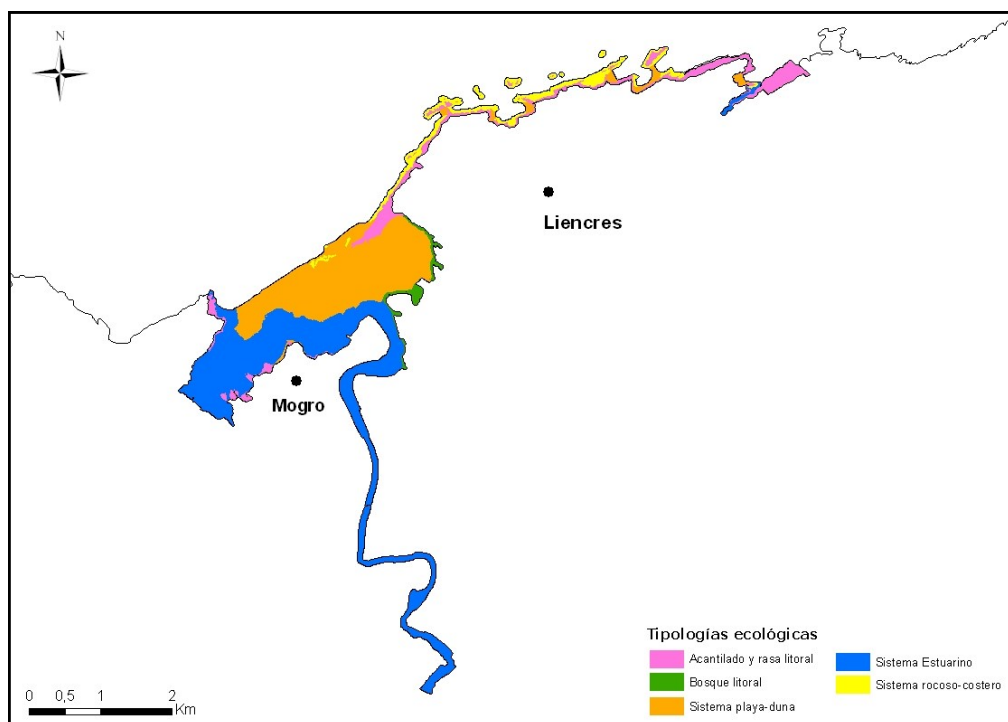 N
Liencres
Mogro
Tipologías ecológicas
Acantilado y rasa litoral
Bosque litoral
Sistema playa-duna
Sistema Estuarino
Sistema rocoso-costero
0 0,5 1 2
Km